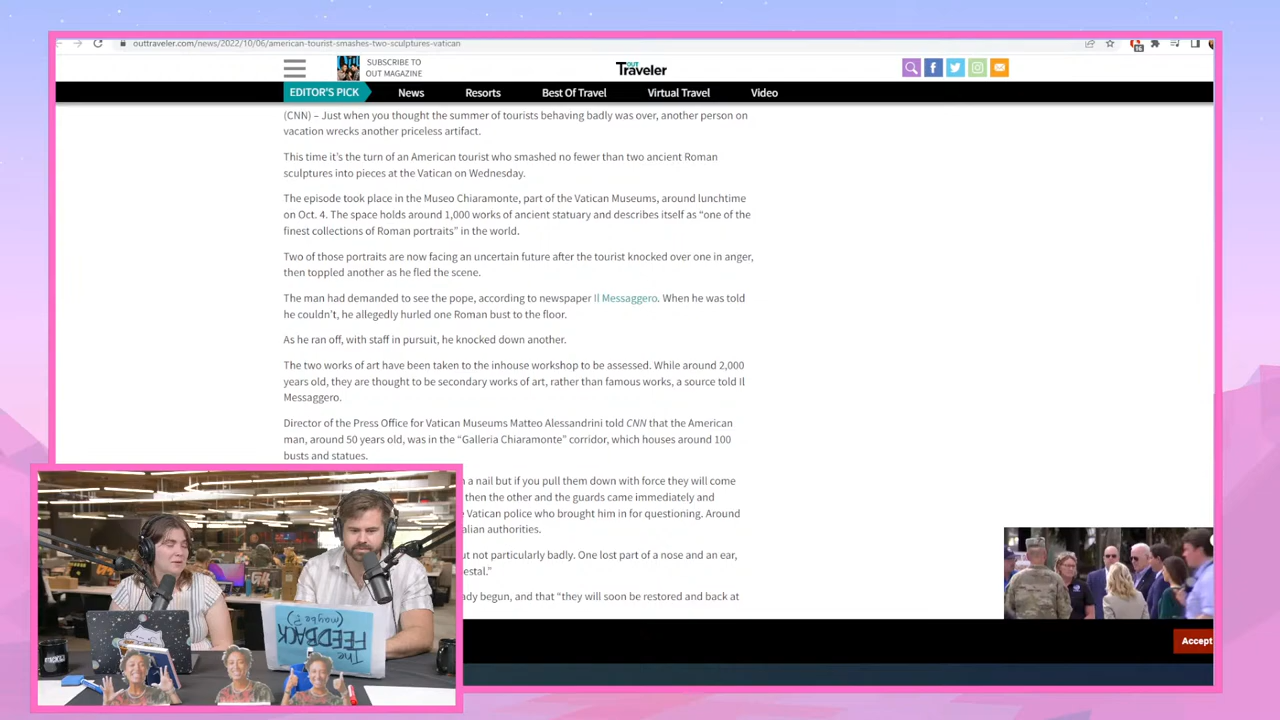 outtraveler.com/news/2022/10/06/american-tourist-smashes-two-sculptures-vatican
16
SUBSCRIBE TO
OUT MAGAZINE
OUT
Traveler
EDITOR'S PICK
News
Resorts
Best Of Travel
Virtual Travel
Video
(CNN) – Just when you thought the summer of tourists behaving badly was over, another person on
vacation wrecks another priceless artifact.
This time it's the turn of an American tourist who smashed no fewer than two ancient Roman
sculptures into pieces at the Vatican on Wednesday.
The episode took place in the Museo Chiaramonte, part of the Vatican Museums, around lunchtime
on Oct. 4. The space holds around 1,000 works of ancient statuary and describes itself as “one of the
finest collections of Roman portraits” in the world.
Two of those portraits are now facing an uncertain future after the tourist knocked over one in anger,
then toppled another as he fled the scene.
The man had demanded to see the pope, according to newspaper Il Messaggero. When he was told
he couldn't, he allegedly hurled one Roman bust to the floor.
As he ran off, with staff in pursuit, he knocked down another.
The two works of art have been taken to the inhouse workshop to be assessed. While around 2,000
years old, they are thought to be secondary works of art, rather than famous works, a source told Il
Messaggero.
Director of the Press Office for Vatican Museums Matteo Alessandrini told CNN that the American
man, around 50 years old, was in the “Galleria Chiaramonte” corridor, which houses around 100
busts and statues.
a nail but if you pull them down with force they will come
then the other and the guards came immediately and
Vatican police who brought him in for questioning. Around
alian authorities.
ut not particularly badly. One lost part of a nose and an ear,
estal.”
ady begun, and that “they will soon be restored and back at
Accept
The
FEEDBACK
(maybe?)
G4